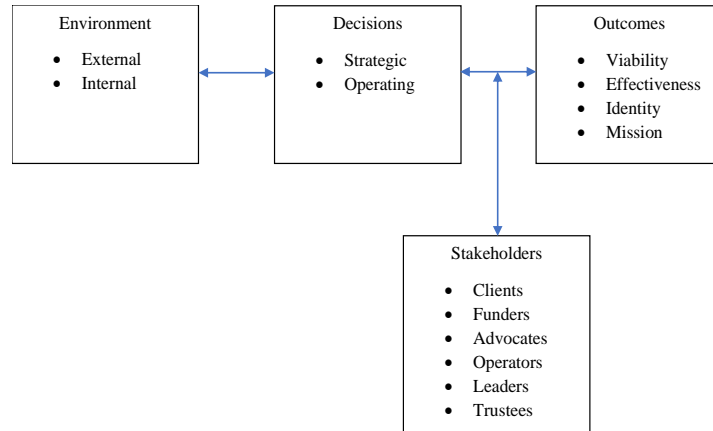 Environment
• External
• Internal
Decisions
• Strategic
• Operating
Outcomes
• Viability
• Effectiveness
• Identity
• Mission
Stakeholders
• Clients
• Funders
• Advocates
• Operators
• Leaders
• Trustees